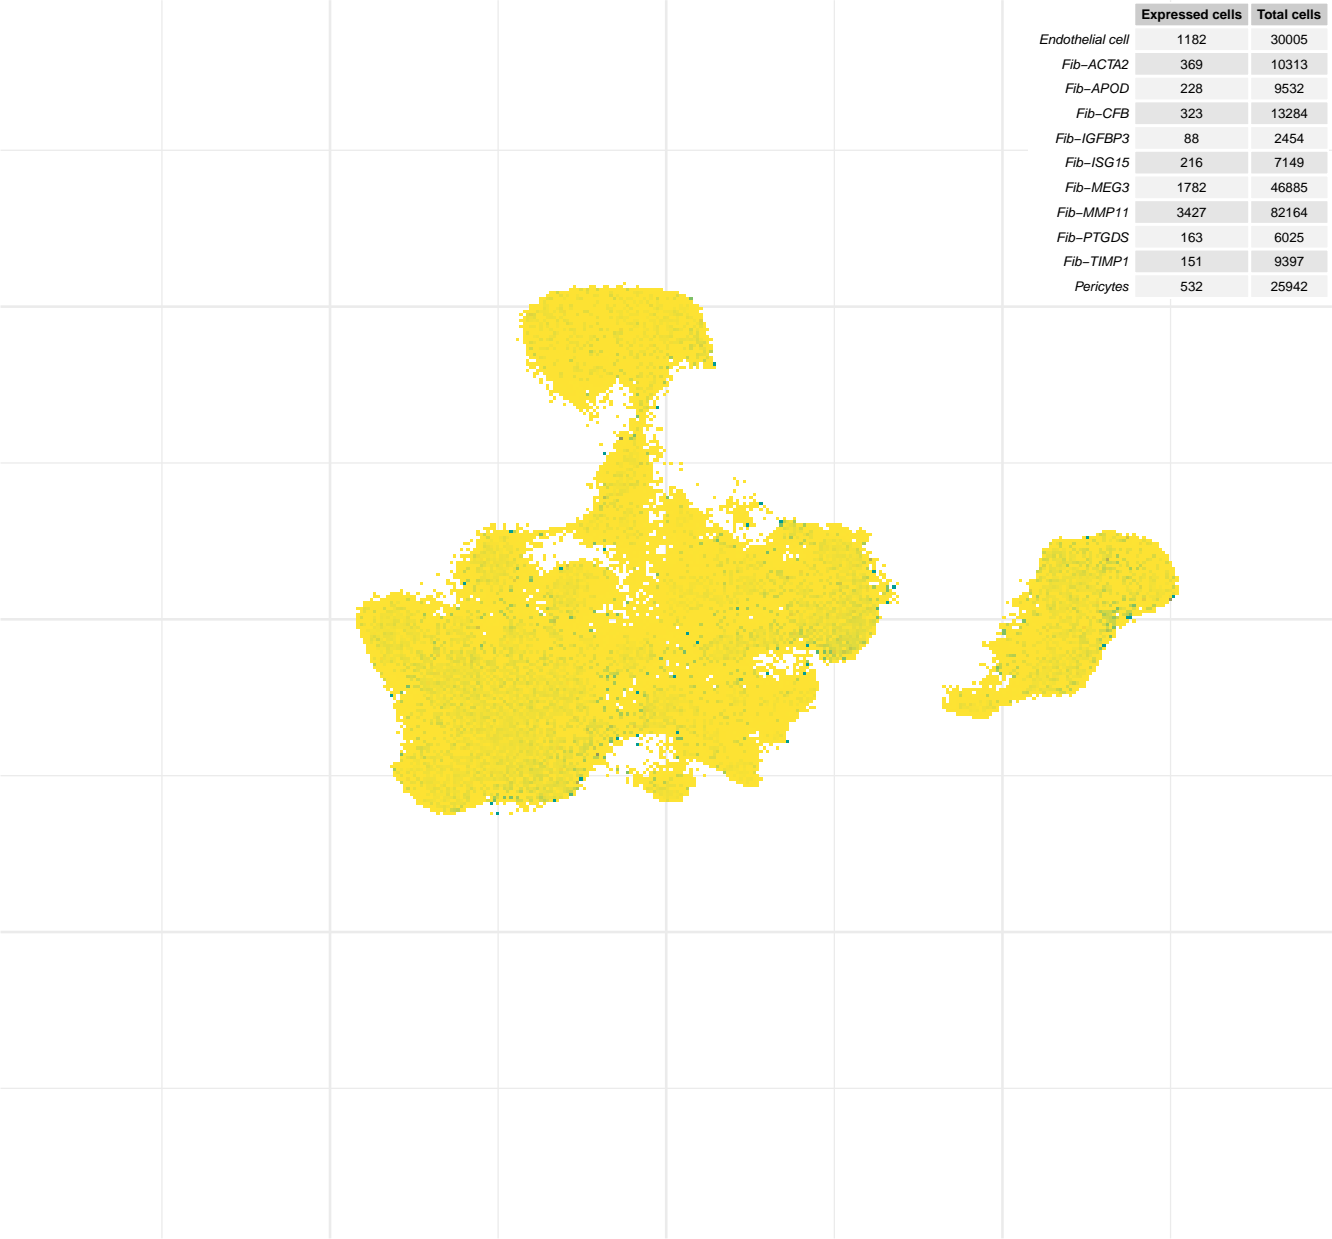 Expressed cells Total cells
Endothelial cell 1182 30005
Fib−ACTA2 369 10313
Fib−APOD 228 9532
Fib−CFB 323 13284
Fib−IGFBP3 88 2454
Fib−ISG15 216 7149
Fib−MEG3 1782 46885
Fib−MMP11 3427 82164
Fib−PTGDS 163 6025
Fib−TIMP1 151 9397
Pericytes 532 25942